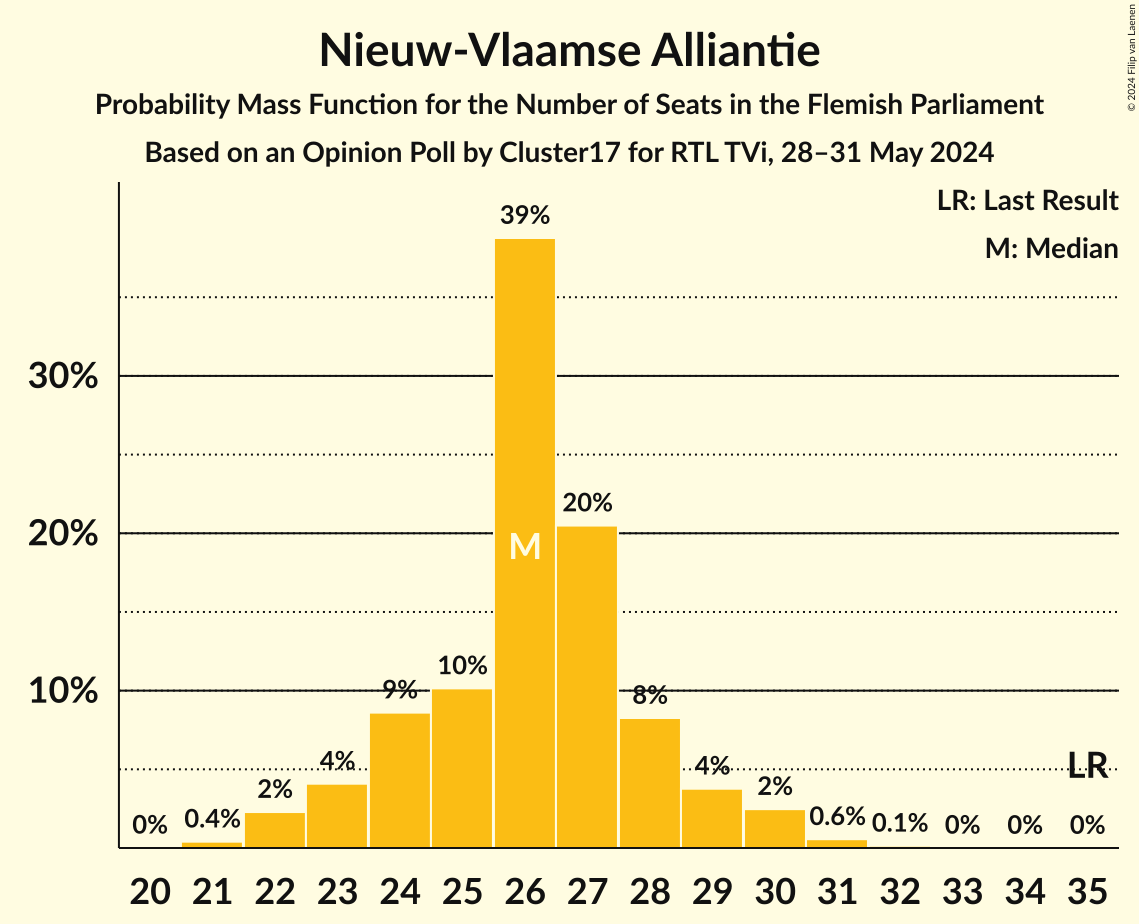 Nieuw-Vlaamse Alliantie
Probability Mass Function for the Number of Seats in the Flemish Parliament
Based on an Opinion Poll by Cluster17 for RTL TVi, 28–31 May 2024
© 2024 Filip van Laenen
LR: Last Result
M: Median
30%
20%
10%
0% 0.4% 2% 4% 9% 10% 39% 20% 8% 4% 2% 0.6% 0.1% 0% 0% 0%
M
LR
20 21 22 23 24 25 26 27 28 29 30 31 32 33 34 35